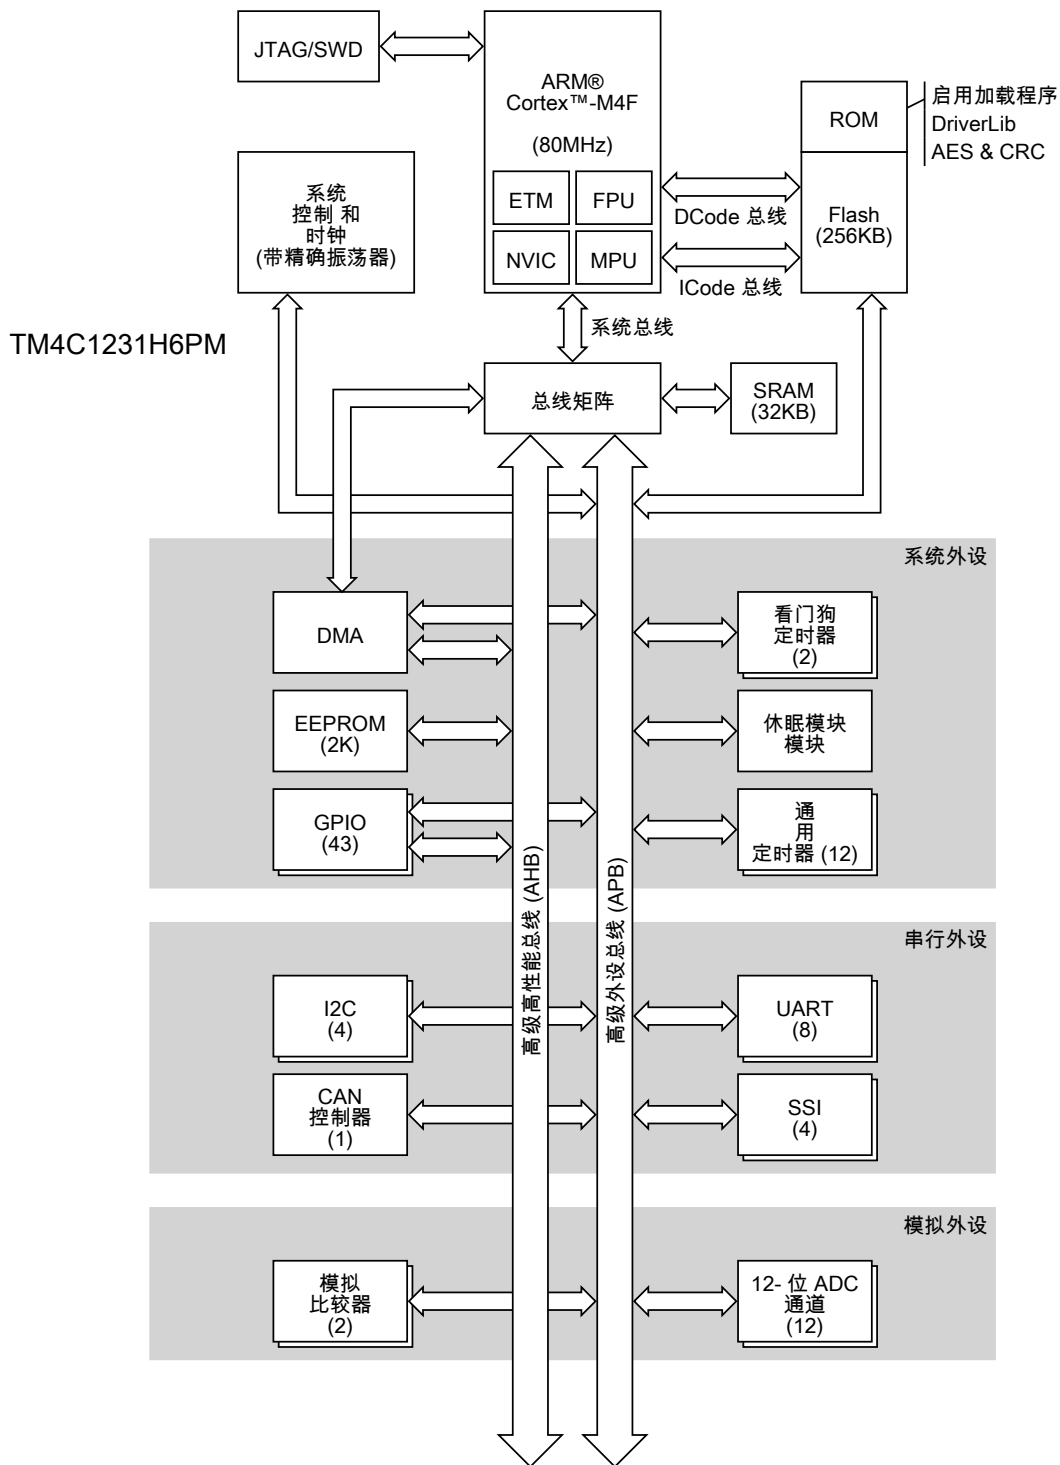 JTAG/SWD
ARM®
Cortex™-M4F
(80MHz)
ETM
FPU
NVIC
MPU
ROM
启用加载程序
DriverLib
AES & CRC
Flash
(256KB)
DCode 总线
ICode 总线
系统
控制 和
时钟
(带精确振荡器)
TM4C1231H6PM
系统总线
总线矩阵
SRAM
(32KB)
系统外设
DMA
看门狗
定时器
(2)
EEPROM
(2K)
休眠模块
模块
GPIO
(43)
通
用
定时器 (12)
高级高性能总线 (AHB)
高级外设总线 (APB)
串行外设
I2C
(4)
UART
(8)
CAN
控制器
(1)
SSI
(4)
模拟外设
模拟
比较器
(2)
12- 位 ADC
通道
(12)